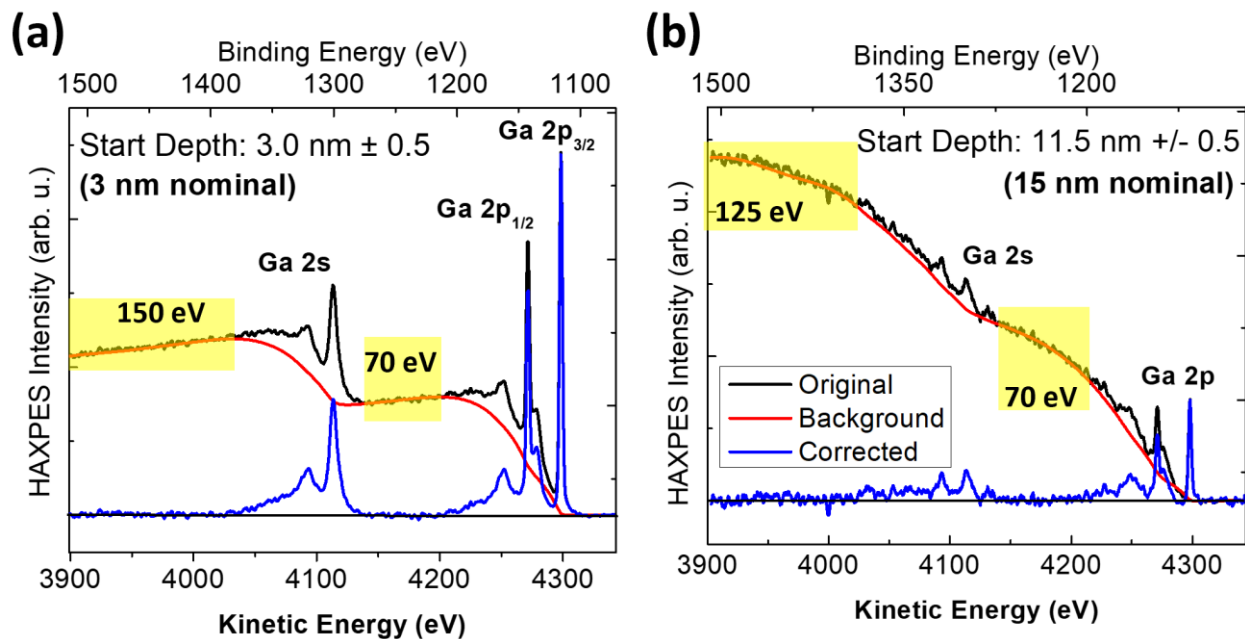 (a)
Binding Energy (eV)
1500 1400 1300 1200 1100
Start Depth: 3.0 nm ± 0.5
(3 nm nominal)
Ga 2p3/2
Ga 2p1/2
Ga 2s
150 eV
70 eV
HAXPES Intensity (arb. u.)
3900 4000 4100 4200 4300
Kinetic Energy (eV)
(b)
Binding Energy (eV)
1500 1400 1300 1200
Start Depth: 11.5 nm +/- 0.5
(15 nm nominal)
125 eV
Ga 2s
70 eV
Ga 2p
Original
Background
Corrected
HAXPES Intensity (arb. u.)
3900 4000 4100 4200 4300
Kinetic Energy (eV)